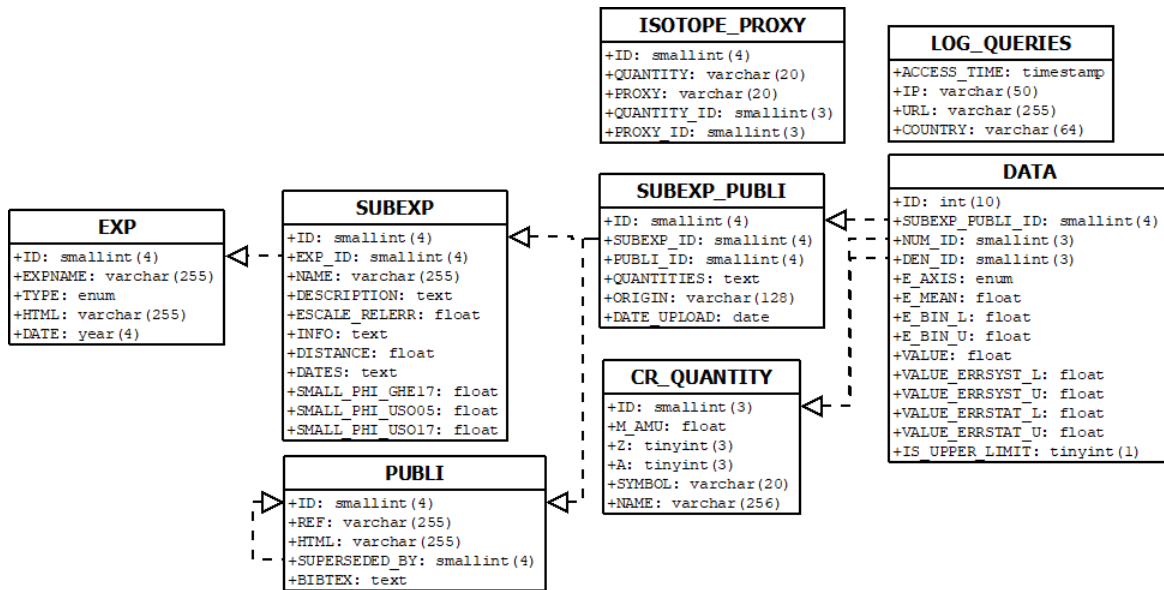 ISOTOPE_PROXY
+ID: smallint(4)
+QUANTITY: varchar(20)
+PROXY: varchar(20)
+QUANTITY_ID: smallint(3)
+PROXY_ID: smallint(3)
LOG_QUERIES
+ACCESS_TIME: timestamp
+IP: varchar(50)
+URL: varchar(255)
+COUNTRY: varchar(64)
EXP
+ID: smallint(4)
+EXPNAME: varchar(255)
+TYPE: enum
+HTML: varchar(255)
+DATE: year(4)
SUBEXP
+ID: smallint(4)
+EXP_ID: smallint(4)
+NAME: varchar(255)
+DESCRIPTION: text
+ESCALE_RELERR: float
+INFO: text
+DISTANCE: float
+DATES: text
+SMALL_PHI_GHE17: float
+SMALL_PHI_USO05: float
+SMALL_PHI_USO17: float
SUBEXP_PUBLI
+ID: smallint(4)
+SUBEXP_ID: smallint(4)
+PUBLI_ID: smallint(4)
+QUANTITIES: text
+ORIGIN: varchar(128)
+DATE_UPLOAD: date
DATA
+ID: int(10)
+SUBEXP_PUBLI_ID: smallint(4)
+NUM_ID: smallint(3)
+DEN_ID: smallint(3)
+E_AXIS: enum
+E_MEAN: float
+E_BIN_L: float
+E_BIN_U: float
+VALUE: float
+VALUE_ERRSYST_L: float
+VALUE_ERRSYST_U: float
+VALUE_ERRSTAT_L: float
+VALUE_ERRSTAT_U: float
+IS_UPPER_LIMIT: tinyint(1)
CR_QUANTITY
+ID: smallint(3)
+M_AMU: float
+Z: tinyint(3)
+A: tinyint(3)
+SYMBOL: varchar(20)
+NAME: varchar(256)
PUBLI
+ID: smallint(4)
+REF: varchar(255)
+HTML: varchar(255)
+SUPERSEDED_BY: smallint(4)
+BIBTEX: text